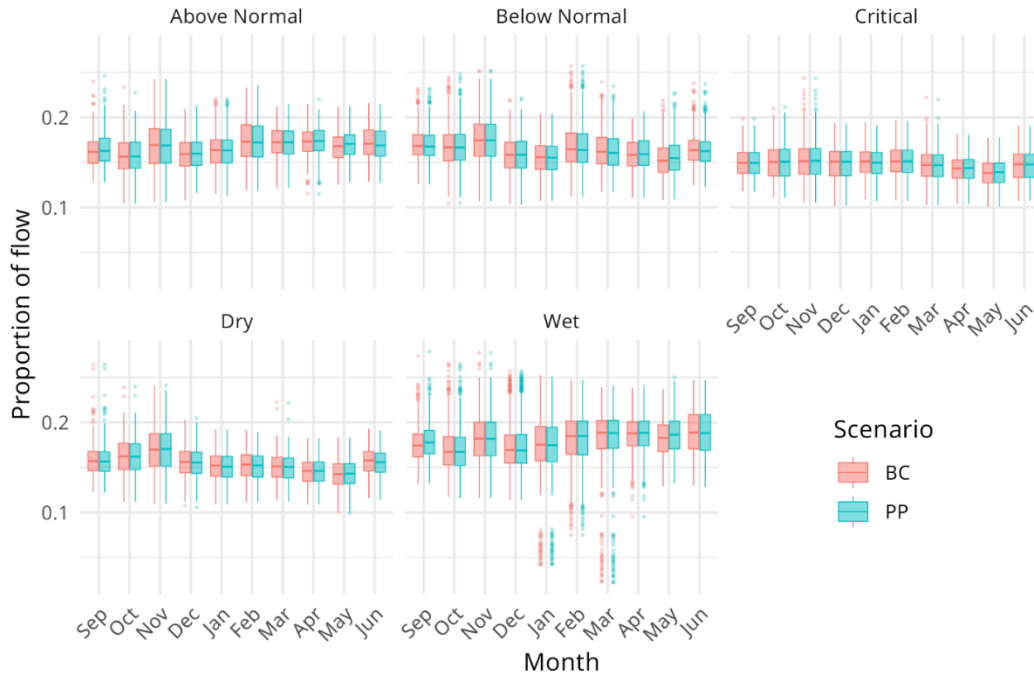 Above Normal
Below Normal
Critical
Proportion of flow
0.2
0.1
Sep Oct Nov Dec Jan Feb Mar Apr May Jun
Dry
Wet
0.2
0.1
Scenario
BC
PP
Sep Oct Nov Dec Jan Feb Mar Apr May Jun
Sep Oct Nov Dec Jan Feb Mar Apr May Jun
Month